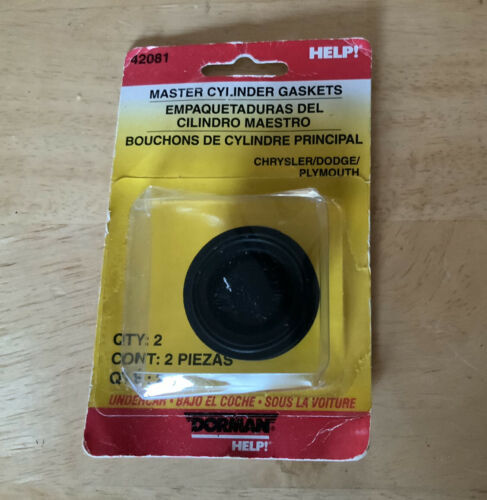 42081
HELP!
MASTER CYLINDER GASKETS
EMPAQUETADURAS DEL
CILINDRO MAESTRO
BOUCHONS DE CYLINDRE PRINCIPAL
CHRYSLER/DODGE/
PLYMOUTH
QTY: 2
CONT: 2 PIEZAS
UNDERCAR • BAJO EL COCHE • SOUS LA VOITURE
DORMAN
HELP!